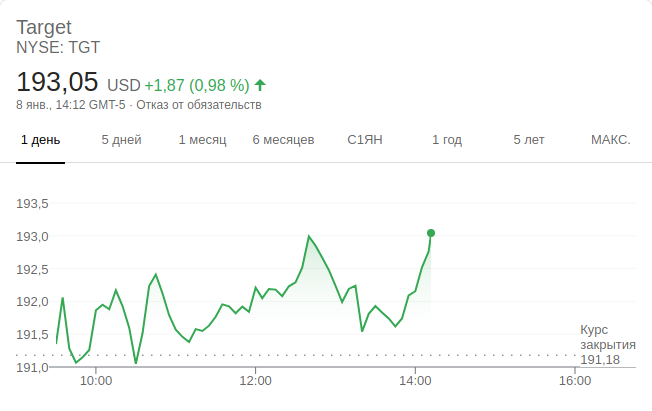 Target
NYSE: TGT
193,05 USD +1,87 (0,98 %)
8 янв., 14:12 GMT-5 · Отказ от обязательств
1 день 5 дней 1 месяц 6 месяцев С1ЯН 1 год 5 лет МАКС.
193,5
193,0
192,5
192,0
191,5
191,0
Курс
закрытия
191,18
10:00 12:00 14:00 16:00